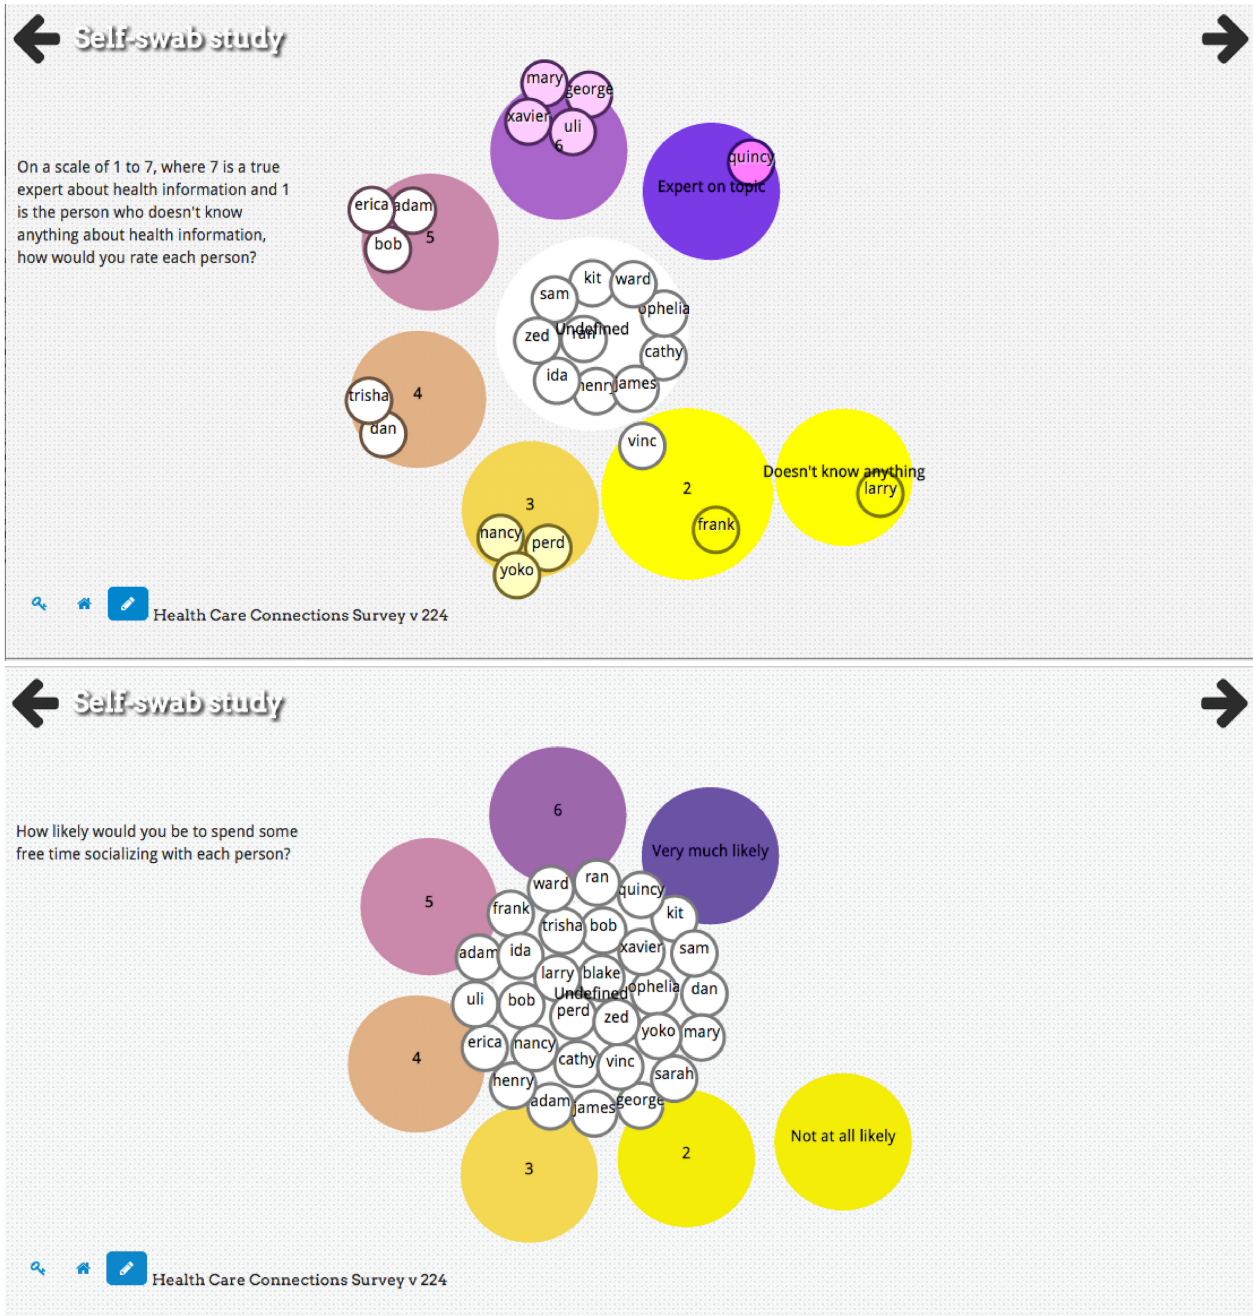 Self-swab study
On a scale of 1 to 7, where 7 is a true
expert about health information and 1
is the person who doesn't know
anything about health information,
how would you rate each person?
mary
george
xavier
uli
6
quincy
Expert on topic
erica
adam
bob
5
kit
ward
sam
ophelia
Undefined
ran
zed
cathy
ida
henry
james
trisha
4
dan
vinc
2
frank
Doesn't know anything
larry
3
nancy
perd
yoko
Health Care Connections Survey v 224
Self-swab study
How likely would you be to spend some
free time socializing with each person?
6
Very much likely
5
ward
ran
quincy
frank
kit
trisha
bob
adam
ida
xavier
sam
larry
blake
Undefined
ophelia
dan
uli
bob
perd
zed
yoko
mary
erica
nancy
cathy
vinc
sarah
henry
adam
james
george
4
3
2
Not at all likely
Health Care Connections Survey v 224